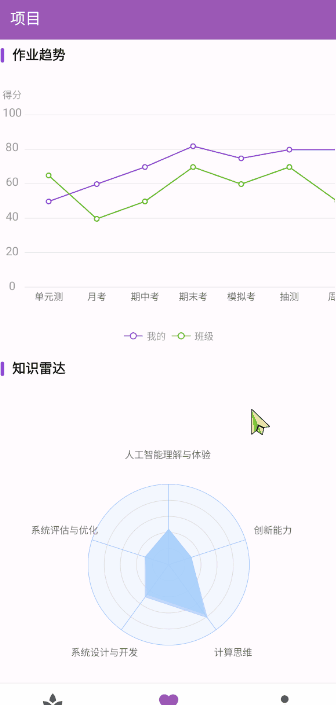 项目
作业趋势
得分
100
80
60
40
20
0
单元测 月考 期中考 期末考 模拟考 抽测
我的 班级
知识雷达
人工智能理解与体验
系统评估与优化 创新能力
系统设计与开发 计算思维